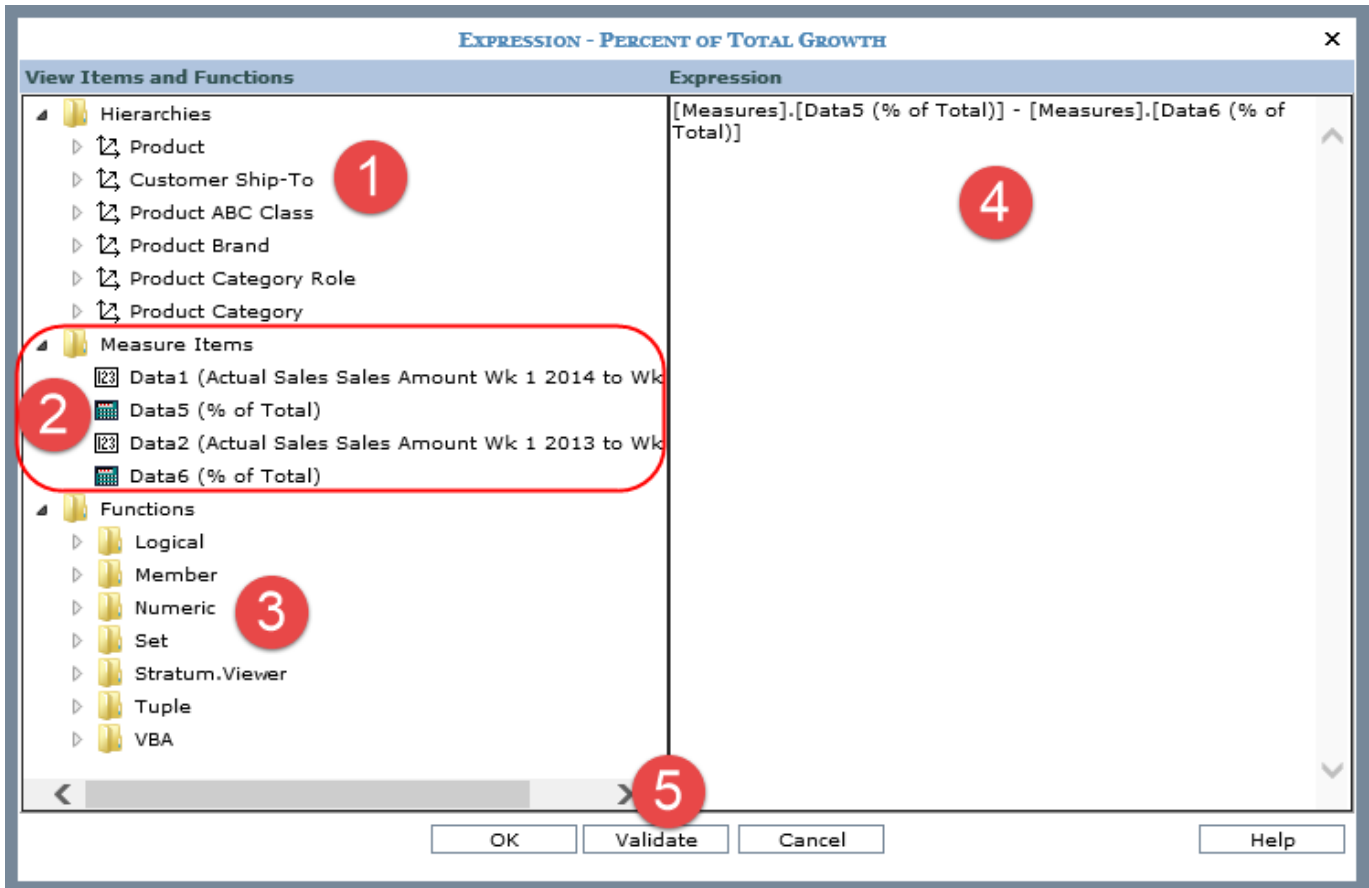 EXPRESSION - PERCENT OF TOTAL GROWTH ×
View Items and Functions
Hierarchies
Product
Customer Ship-To
1
Product ABC Class
Product Brand
Product Category Role
Product Category
Measure Items
123 Data1 (Actual Sales Sales Amount Wk 1 2014 to Wk
2
Data5 (% of Total)
123 Data2 (Actual Sales Sales Amount Wk 1 2013 to Wk
Data6 (% of Total)
Functions
Logical
Member
Numeric
3
Set
Stratum.Viewer
Tuple
VBA
Expression
[Measures].[Data5 (% of Total)] - [Measures].[Data6 (% of
Total)]
4
5
OK Validate Cancel Help